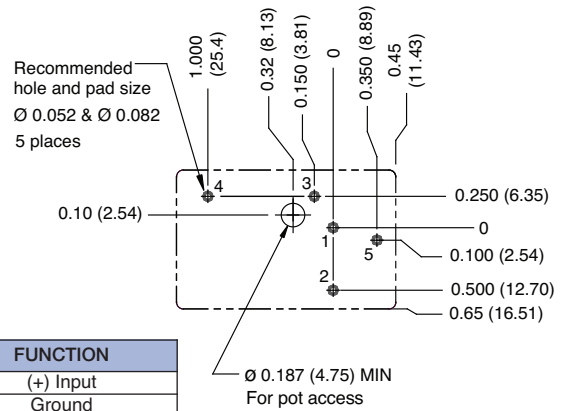 1.000 (25.4)
0.32 (8.13)
0.150 (3.81)
0
0.350 (8.89)
0.45 (11.43)
Recommended
hole and pad size
Ø 0.052 & Ø 0.082
5 places
4
3
0.250 (6.35)
0.10 (2.54)
0
1
5
0.100 (2.54)
2
0.500 (12.70)
0.65 (16.51)
FUNCTION
(+) Input
Ground
Ø 0.187 (4.75) MIN
For pot access